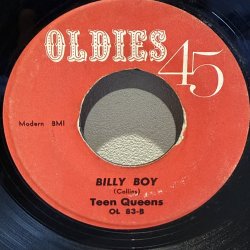 OLDIES 45
Modern BMI
BILLY BOY
(Collins)
Teen Queens
OL 83-B